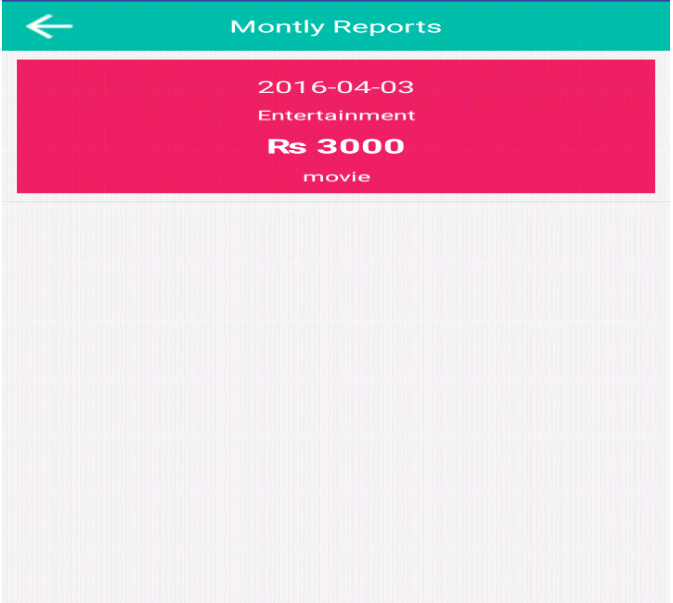 Montly Reports
2016-04-03
Entertainment
Rs 3000
movie